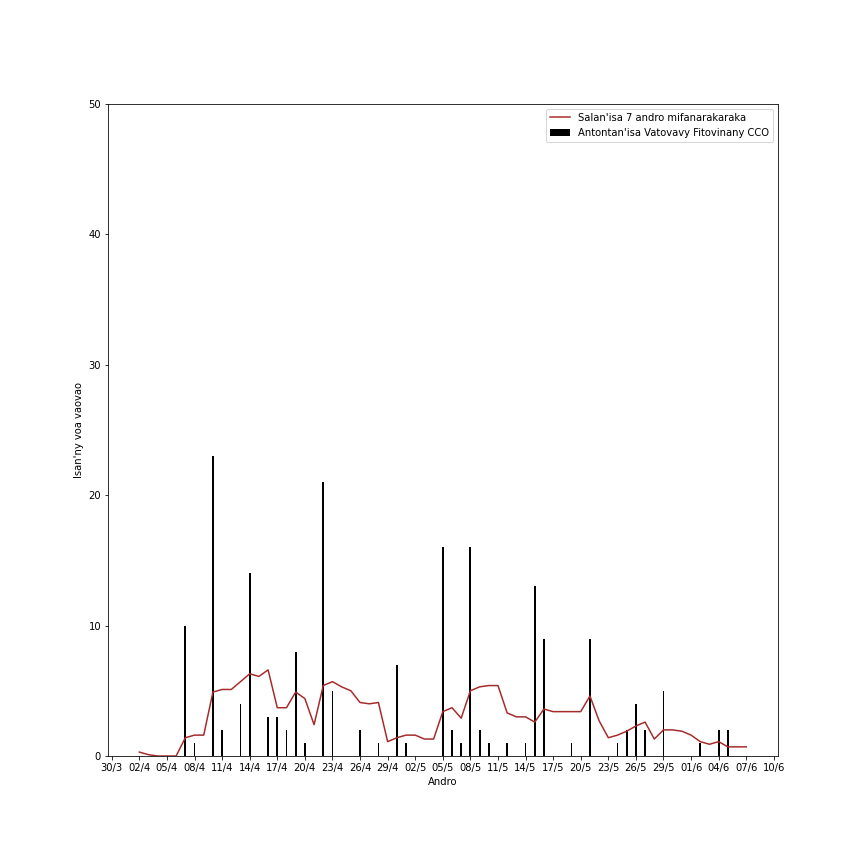 50
Salan'isa 7 andro mifanarakaraka
Antontan'isa Vatovavy Fitovinany CCO
40
30
Isan'ny voa vaovao
20
10
0
30/3 02/4 05/4 08/4 11/4 14/4 17/4 20/4 23/4 26/4 29/4 02/5 05/5 08/5 11/5 14/5 17/5 20/5 23/5 26/5 29/5 01/6 04/6 07/6 10/6
Andro